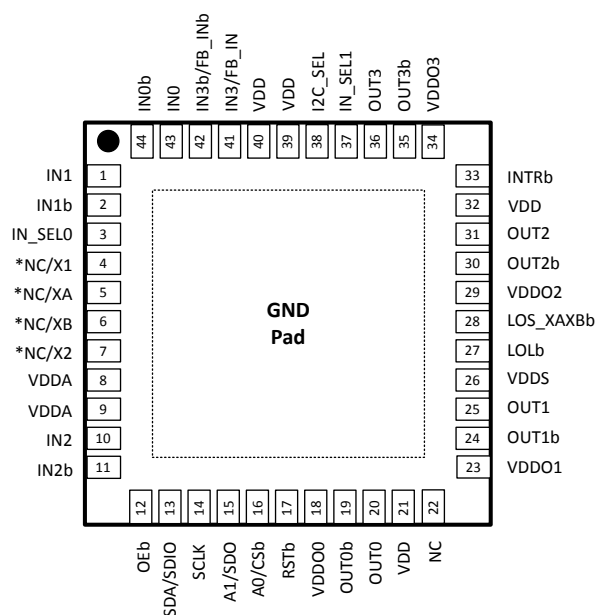 IN0b
IN0
IN3b/FB_INb
IN3/FB_IN
VDD
VDD
I2C_SEL
IN_SEL1
OUT3
OUT3b
VDDO3
44
43
42
41
40
39
38
37
36
35
34
IN1 1
IN1b 2
IN_SEL0 3
*NC/X1 4
*NC/XA 5
*NC/XB 6
*NC/X2 7
VDDA 8
VDDA 9
IN2 10
IN2b 11
GND
Pad
33 INTRb
32 VDD
31 OUT2
30 OUT2b
29 VDDO2
28 LOS_XAXBb
27 LOLb
26 VDDS
25 OUT1
24 OUT1b
23 VDDO1
12
13
14
15
16
17
18
19
20
21
22
OEb
SDA/SDIO
SCLK
A1/SDO
A0/CSb
RSTb
VDDO0
OUT0b
OUT0
VDD
NC